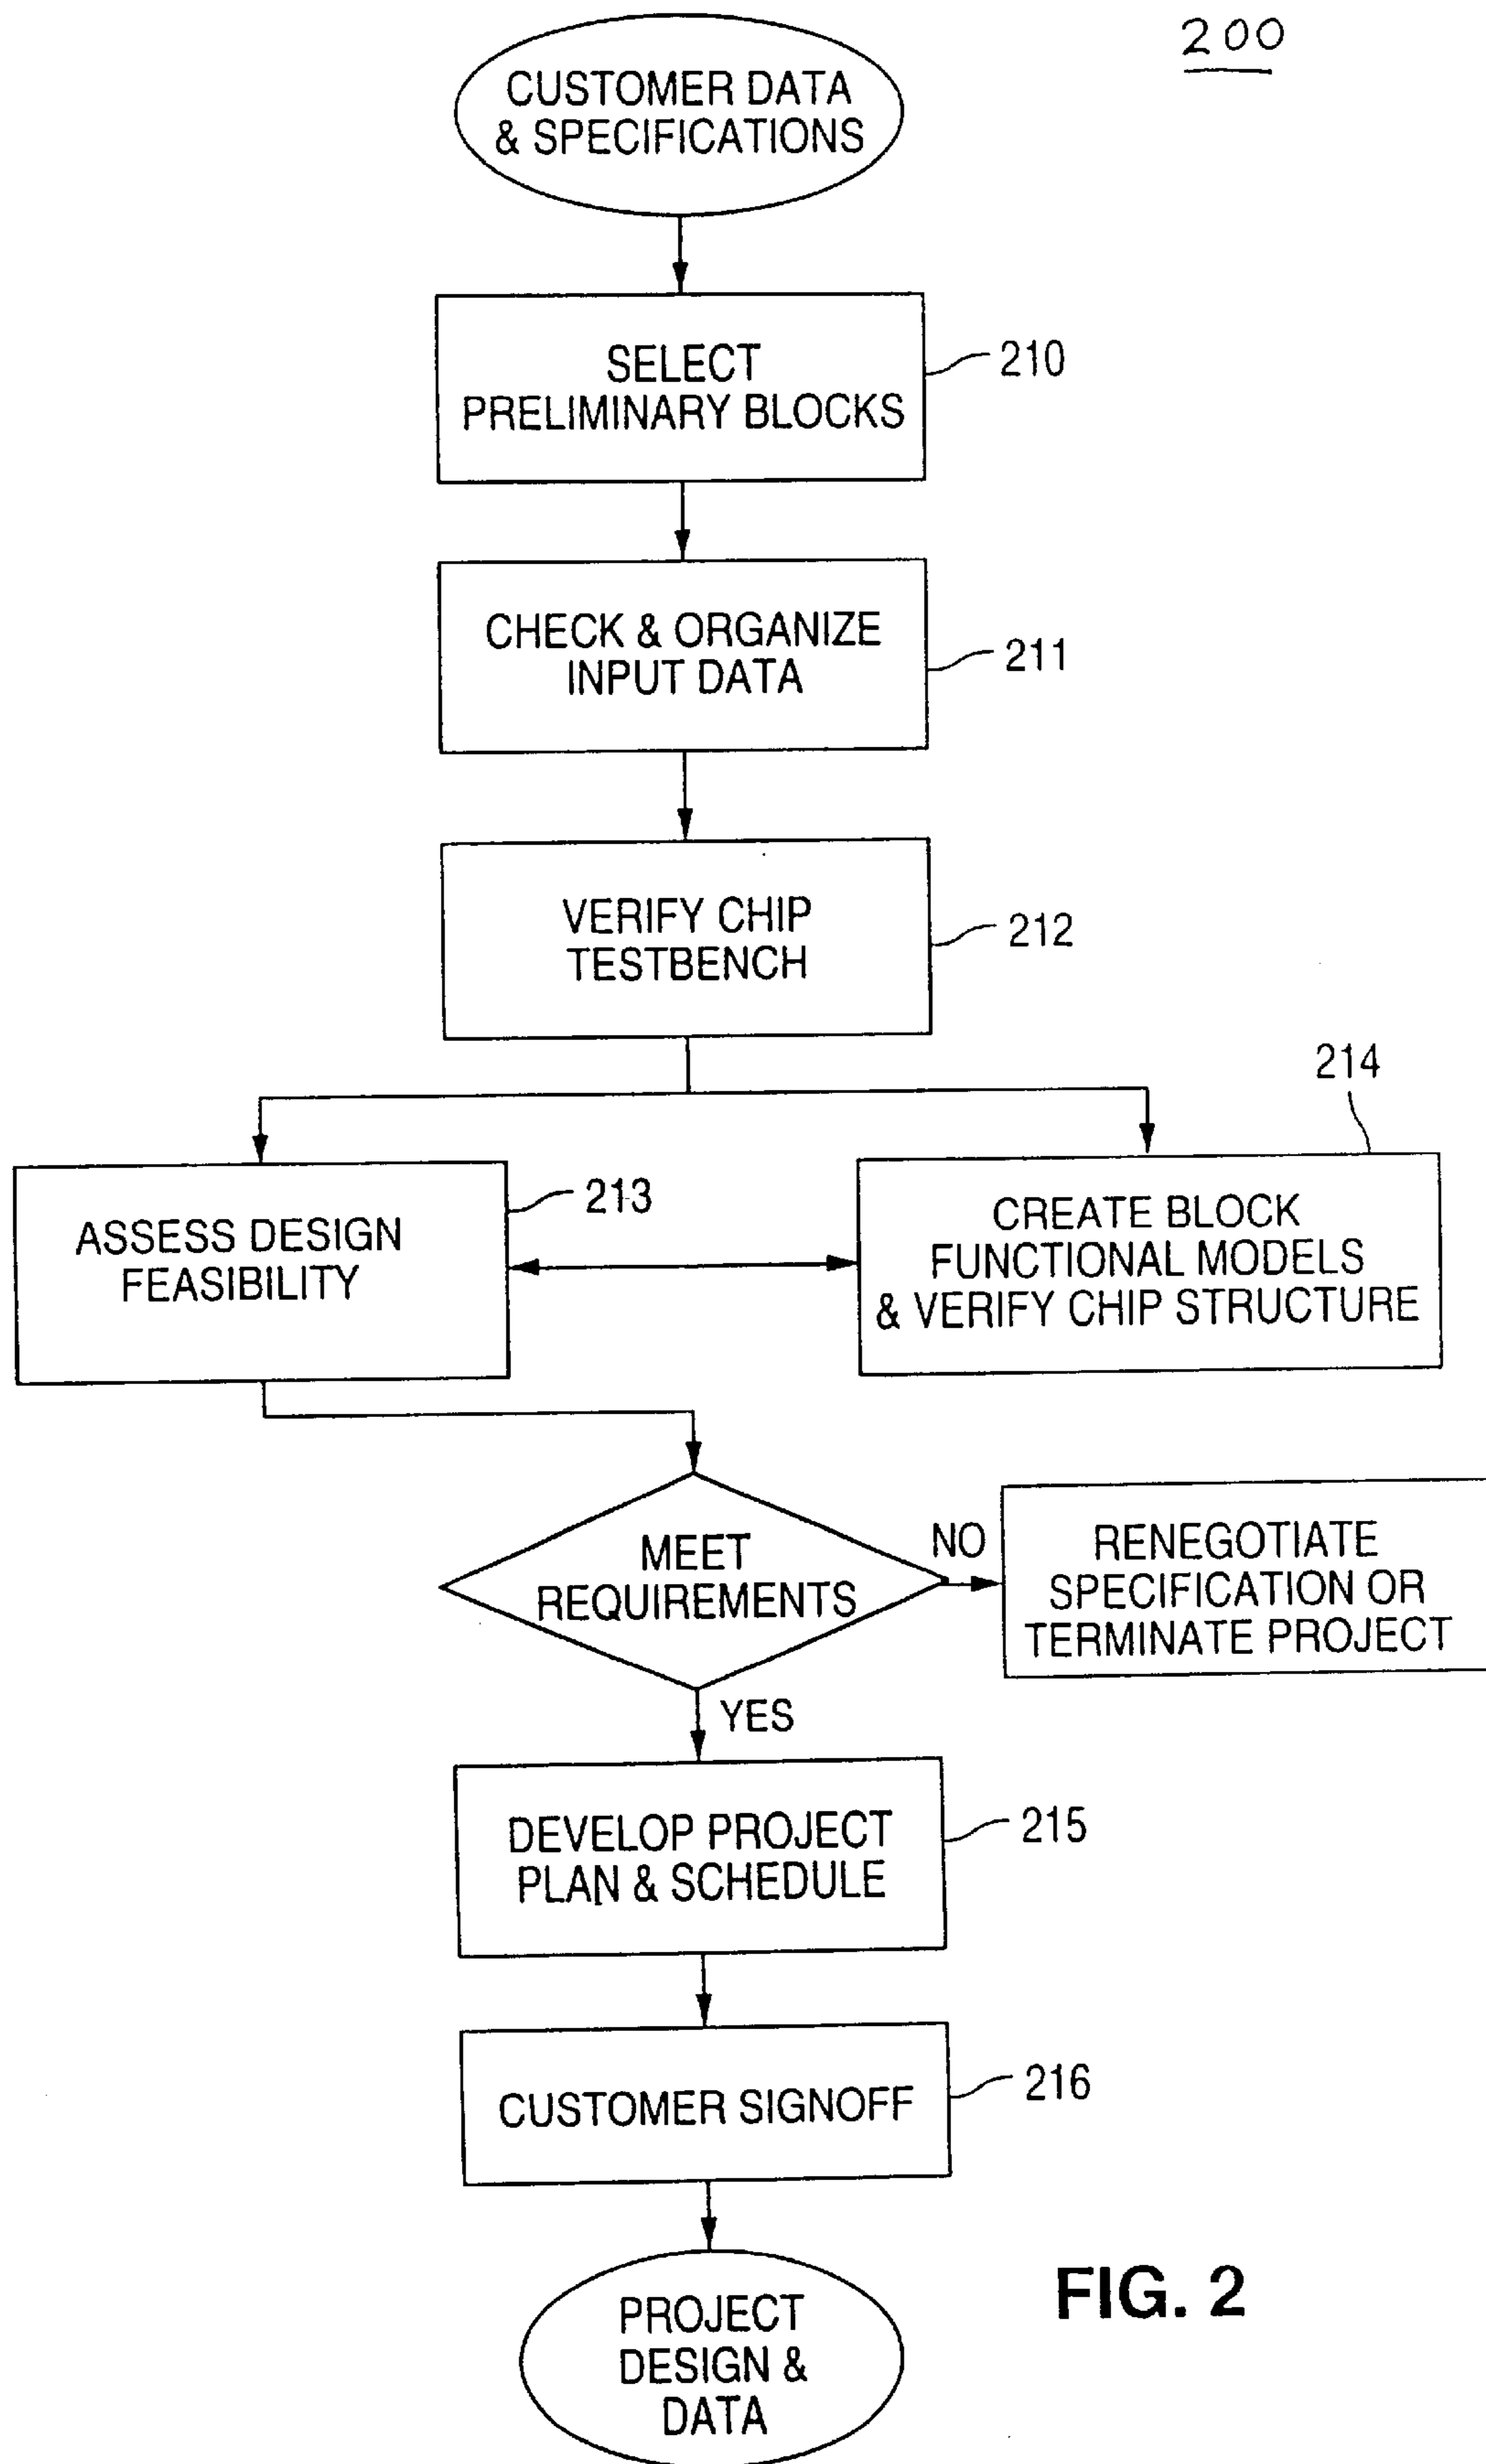 200
CUSTOMER DATA
& SPECIFICATIONS
SELECT
PRELIMINARY BLOCKS
210
CHECK & ORGANIZE
INPUT DATA
211
VERIFY CHIP
TESTBENCH
212
214
ASSESS DESIGN
FEASIBILITY
213
CREATE BLOCK
FUNCTIONAL MODELS
& VERIFY CHIP STRUCTURE
MEET
REQUIREMENTS
NO
RENEGOTIATE
SPECIFICATION OR
TERMINATE PROJECT
YES
DEVELOP PROJECT
PLAN & SCHEDULE
215
CUSTOMER SIGNOFF
216
PROJECT
DESIGN &
DATA
FIG. 2